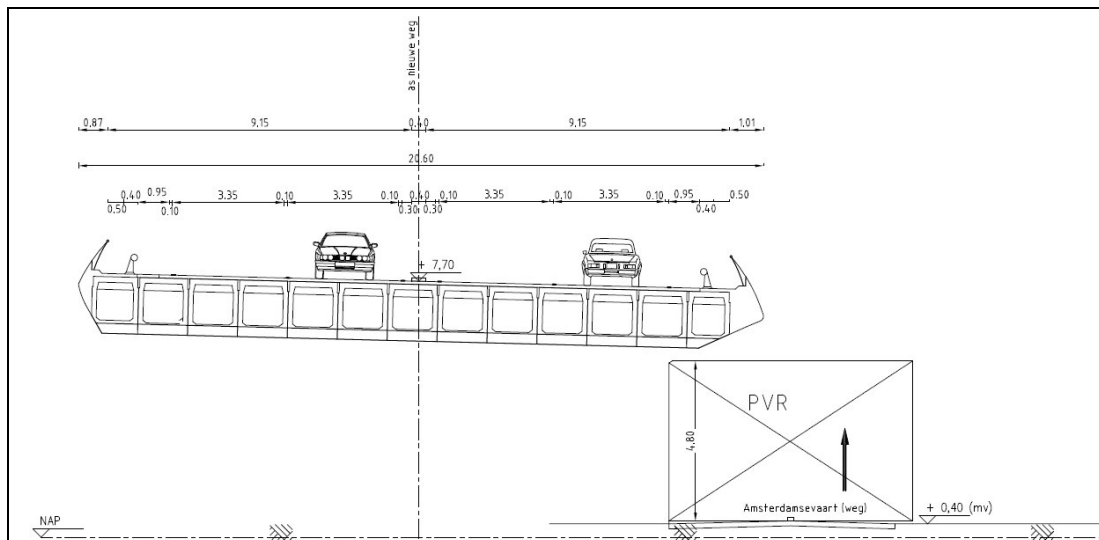 as nieuwe weg
0.87 9.15 0.40 9.15 1.01
20.60
0.40 0.95 3.35 0.10 3.35 0.10 0.40 0.10 3.35 0.10 3.35 0.10 0.95 0.50
0.50 0.10 0.30 0.30 0.40
+ 7,70
PVR
4.80
Amsterdamsevaart (weg)
+ 0,40 (mv)
NAP